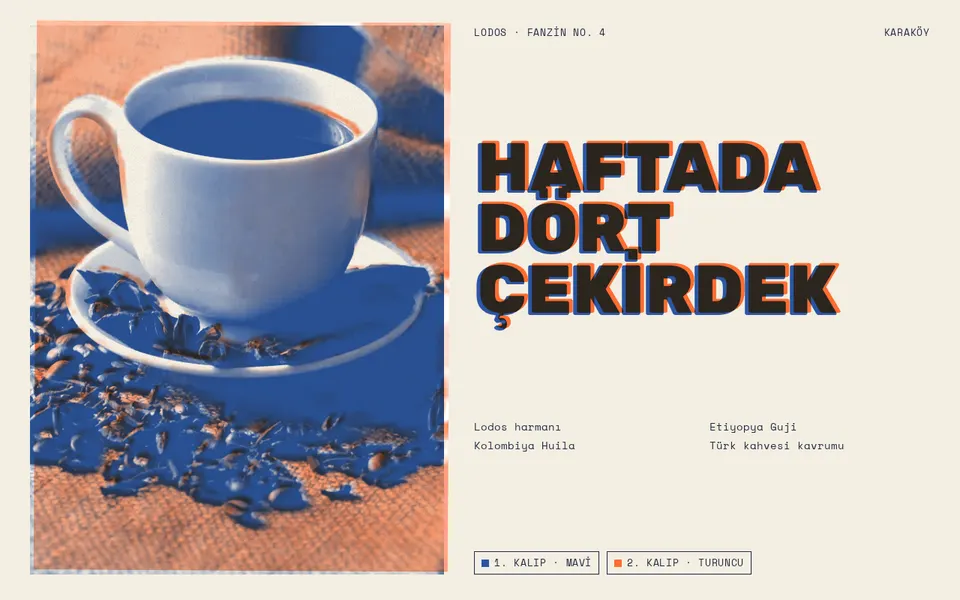 LODOS · FANZİN NO. 4
KARAKÖY
HAFTADA
DÖRT
ÇEKİRDEK
Lodos harmanı
Etiyopya Guji
Kolombiya Huila
Türk kahvesi kavrumu
1. KALIP · MAVİ
2. KALIP · TURUNCU